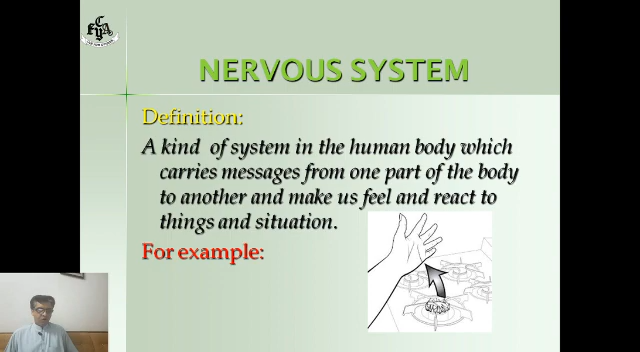 NERVOUS SYSTEM
Definition:
A kind of system in the human body which
carries messages from one part of the body
to another and make us feel and react to
things and situation.
For example: